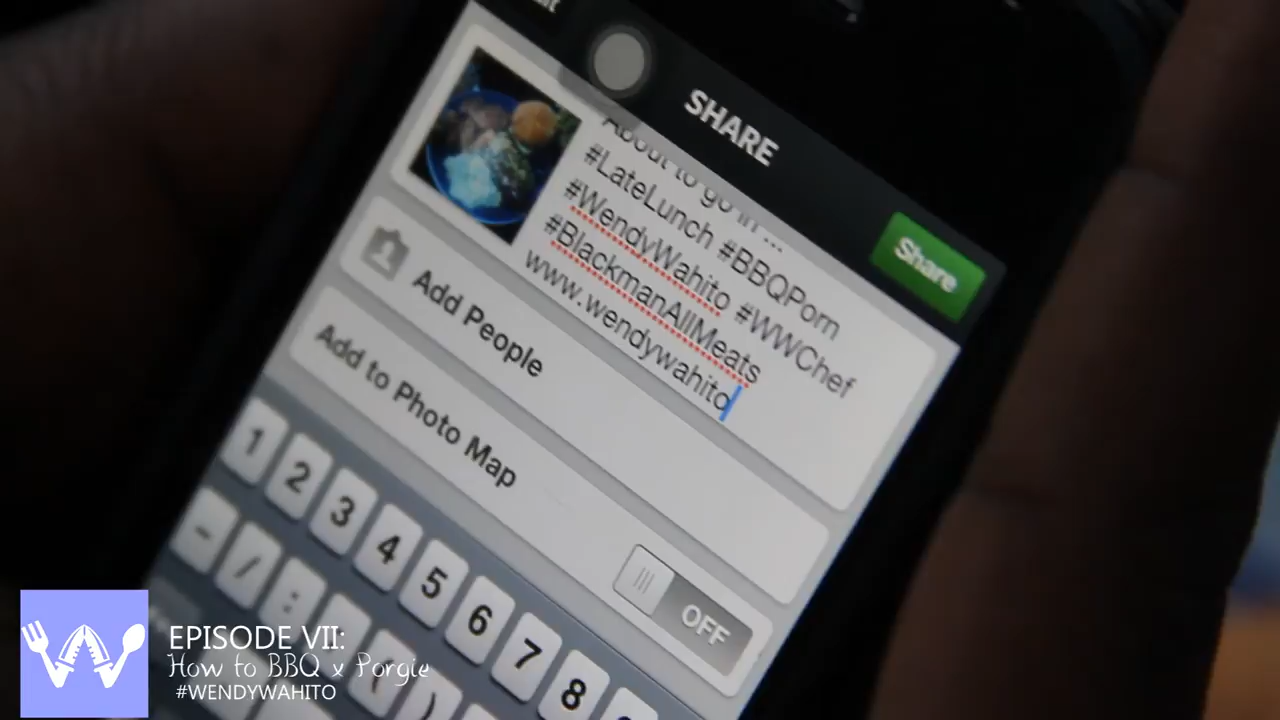 SHARE
Share
About to go in ...
#LateLunch #BBQPorn
#WendyWahito #WWChef
#BlackmanAllMeats
www.wendywahito
Add People
Add to Photo Map
OFF
1 2 3 4 5 6 7 8
- / : ( )
EPISODE VII:
How to BBQ x Porgie
#WENDYWAHITO